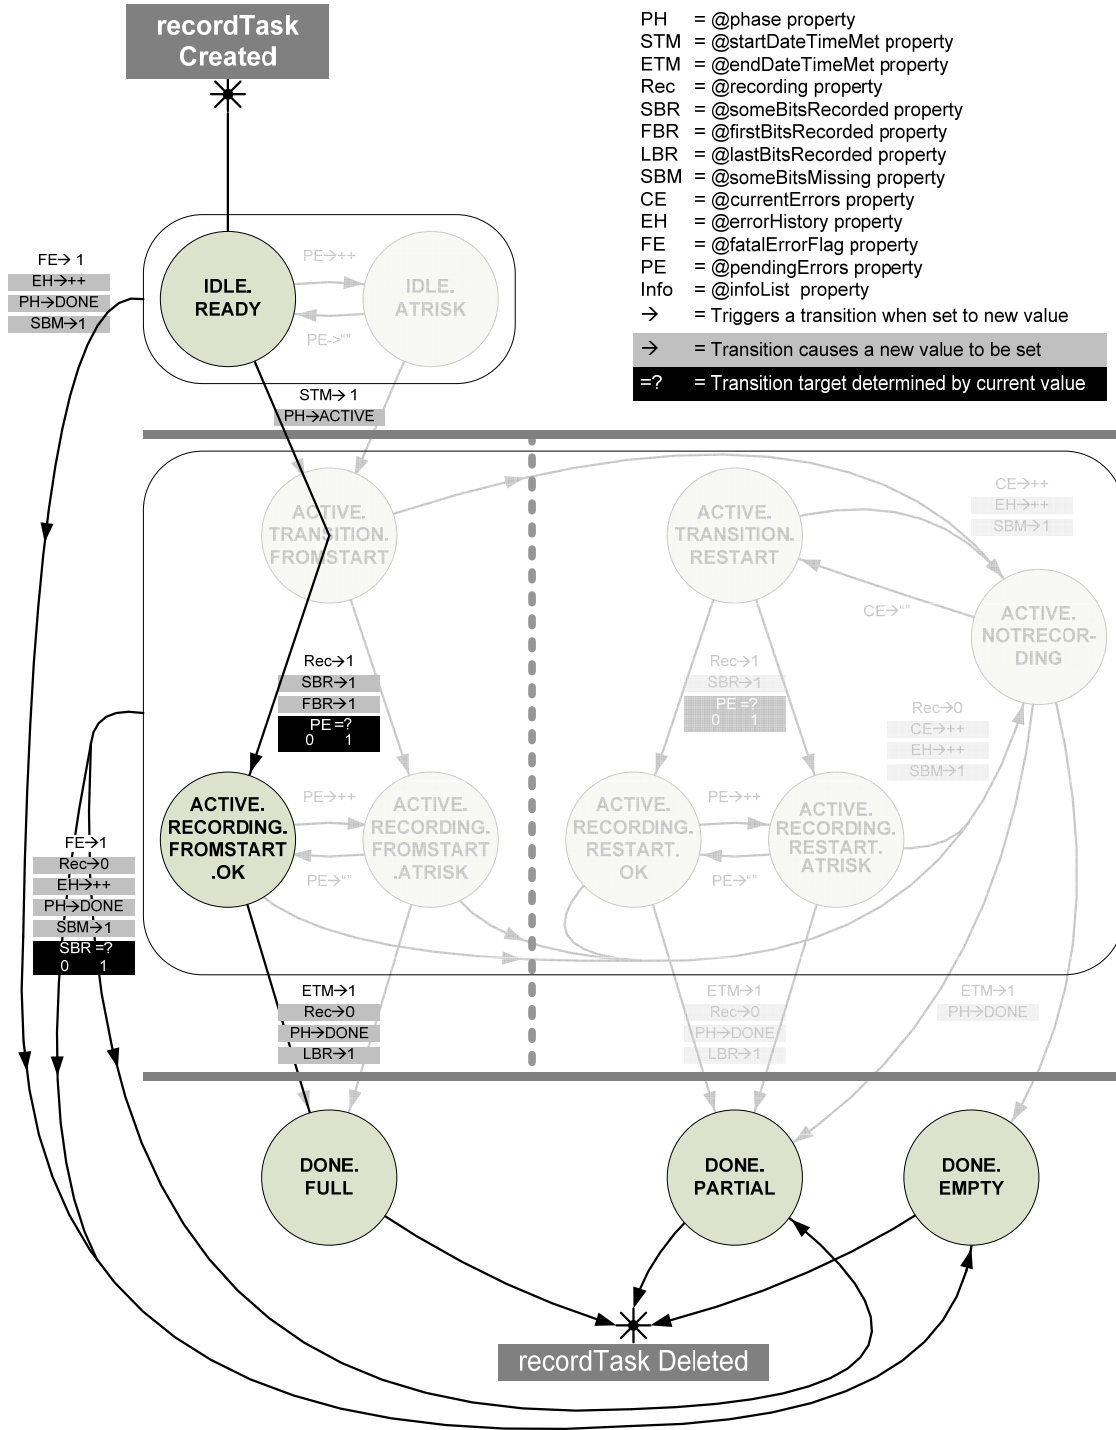 recordTask
Created
PH = @phase property
STM = @startDateTimeMet property
ETM = @endDateTimeMet property
Rec = @recording property
SBR = @someBitsRecorded property
FBR = @firstBitsRecorded property
LBR = @lastBitsRecorded property
SBM = @someBitsMissing property
CE = @currentErrors property
EH = @errorHistory property
FE = @fatalErrorFlag property
PE = @pendingErrors property
Info = @infoList property
→ = Triggers a transition when set to new value
→ = Transition causes a new value to be set
=? = Transition target determined by current value
FE→ 1
EH→++
PH→DONE
SBM→1
IDLE.
READY
PE→++
PE->“”
IDLE.
ATRISK
STM→ 1
PH→ACTIVE
ACTIVE.
TRANSITION.
FROMSTART
ACTIVE.
TRANSITION.
RESTART
CE→++
EH→++
SBM→1
CE→“”
ACTIVE.
NOTRECOR-
DING
Rec→1
SBR→1
FBR→1
PE =?
0 1
Rec→1
SBR→1
PE =?
0 1
Rec→0
CE→++
EH→++
SBM→1
ACTIVE.
RECORDING.
FROMSTART
.OK
PE→++
PE→“”
ACTIVE.
RECORDING.
FROMSTART
.ATRISK
ACTIVE.
RECORDING.
RESTART.
OK
PE→++
PE→“”
ACTIVE.
RECORDING.
RESTART.
ATRISK
FE→1
Rec→0
EH→++
PH→DONE
SBM→1
SBR =?
0 1
ETM→1
Rec→0
PH→DONE
LBR→1
ETM→1
Rec→0
PH→DONE
LBR→1
ETM→1
PH→DONE
DONE.
FULL
DONE.
PARTIAL
DONE.
EMPTY
recordTask Deleted